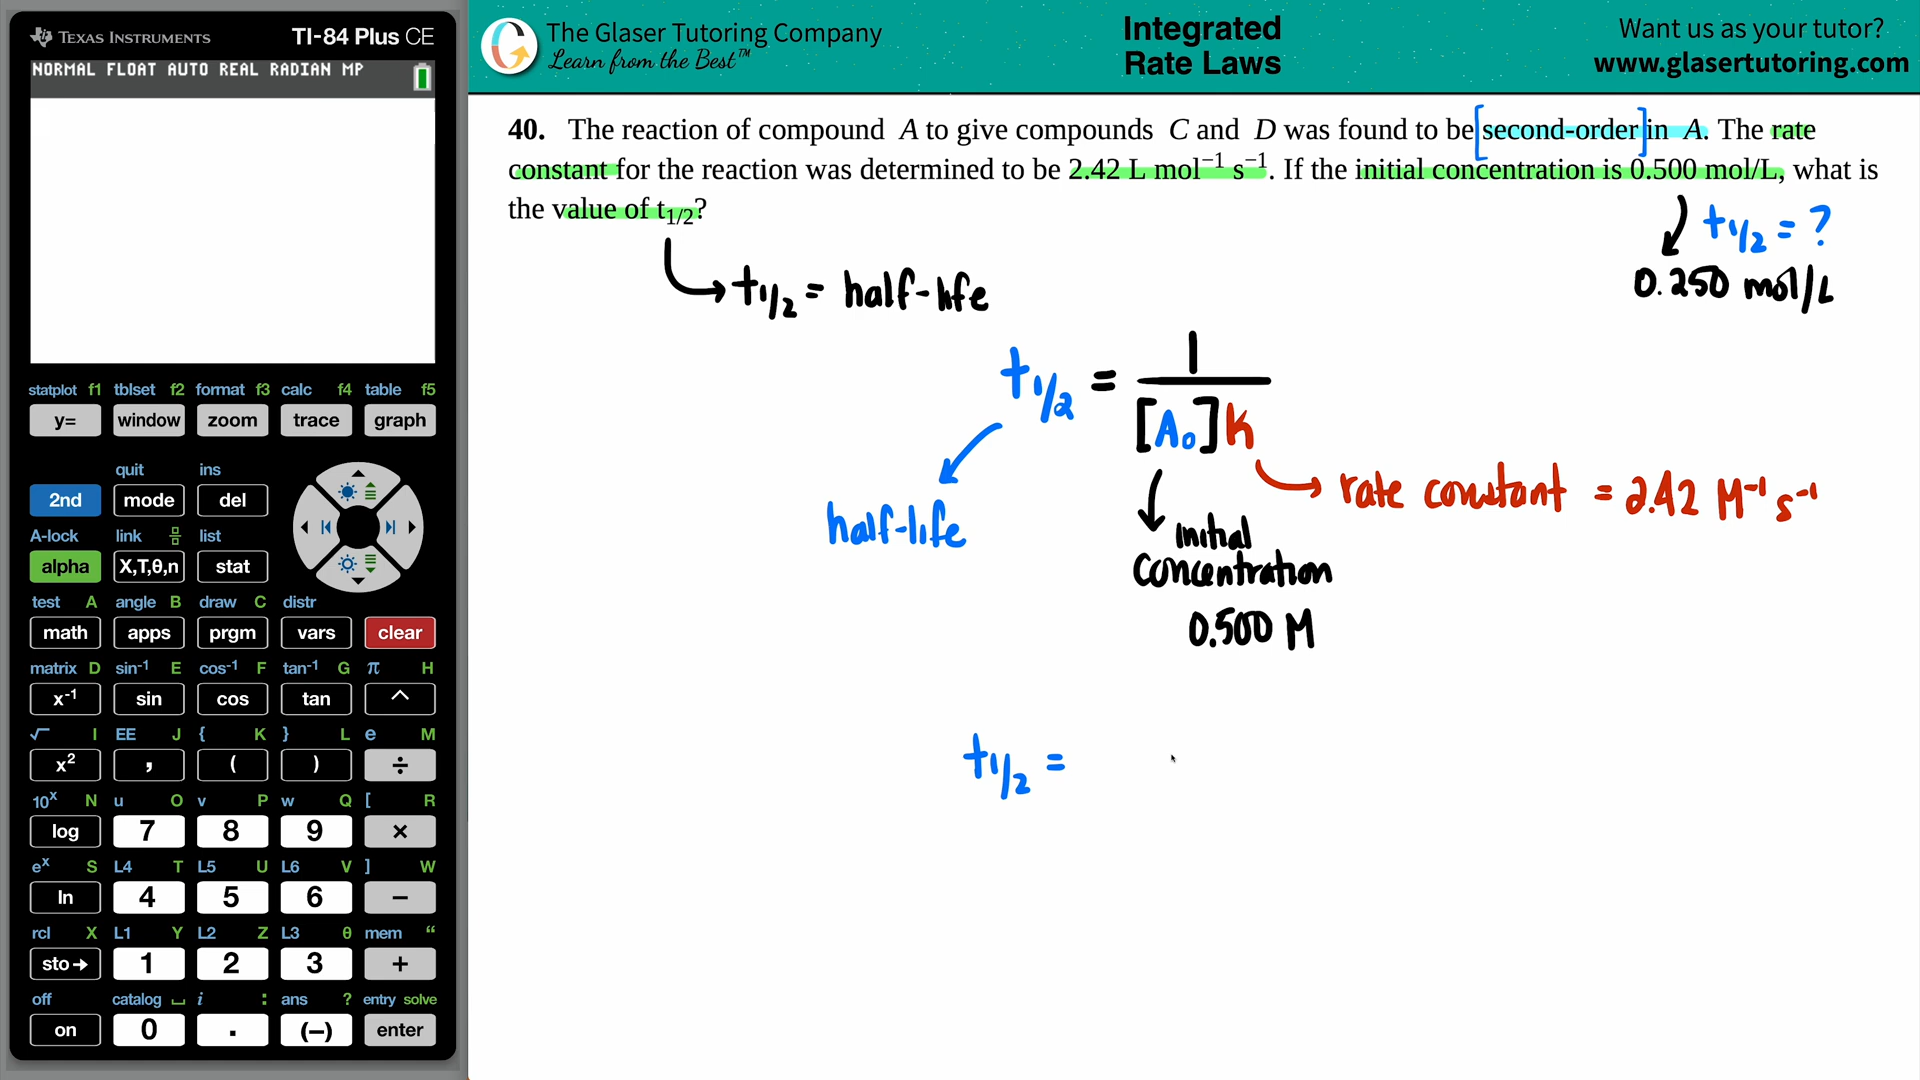 TEXAS INSTRUMENTS TI-84 Plus CE
NORMAL FLOAT AUTO REAL RADIAN MP
statplot f1 tblset f2 format f3 calc f4 table f5
y= window zoom trace graph
quit ins
2nd mode del
A-lock link list
alpha X,T,θ,n stat
test A angle B draw C distr
math apps prgm vars clear
matrix D sin⁻¹ E cos⁻¹ F tan⁻¹ G π H
x⁻¹ sin cos tan ^
√ I EE J { K } L e M
x² , ( ) ÷
10ˣ N u O v P w Q [ R
log 7 8 9 ×
eˣ S L4 T L5 U L6 V ] W
ln 4 5 6 −
rcl X L1 Y L2 Z L3 θ mem “
sto→ 1 2 3 +
off catalog ⎵ i : ans ? entry solve
on 0 . (−) enter
The Glaser Tutoring Company
Learn from the Best™
Integrated
Rate Laws
Want us as your tutor?
www.glasertutoring.com
40. The reaction of compound A to give compounds C and D was found to be [second-order] in A. The rate
constant for the reaction was determined to be 2.42 L mol⁻¹ s⁻¹. If the initial concentration is 0.500 mol/L, what is
the value of t₁/₂?
t₁/₂ = ?
0.250 mol/L
t₁/₂ = half-life
t₁/₂ = 1
[A₀]k
half-life
rate constant = 2.42 M⁻¹ s⁻¹
Initial
Concentration
0.500 M
t₁/₂ =